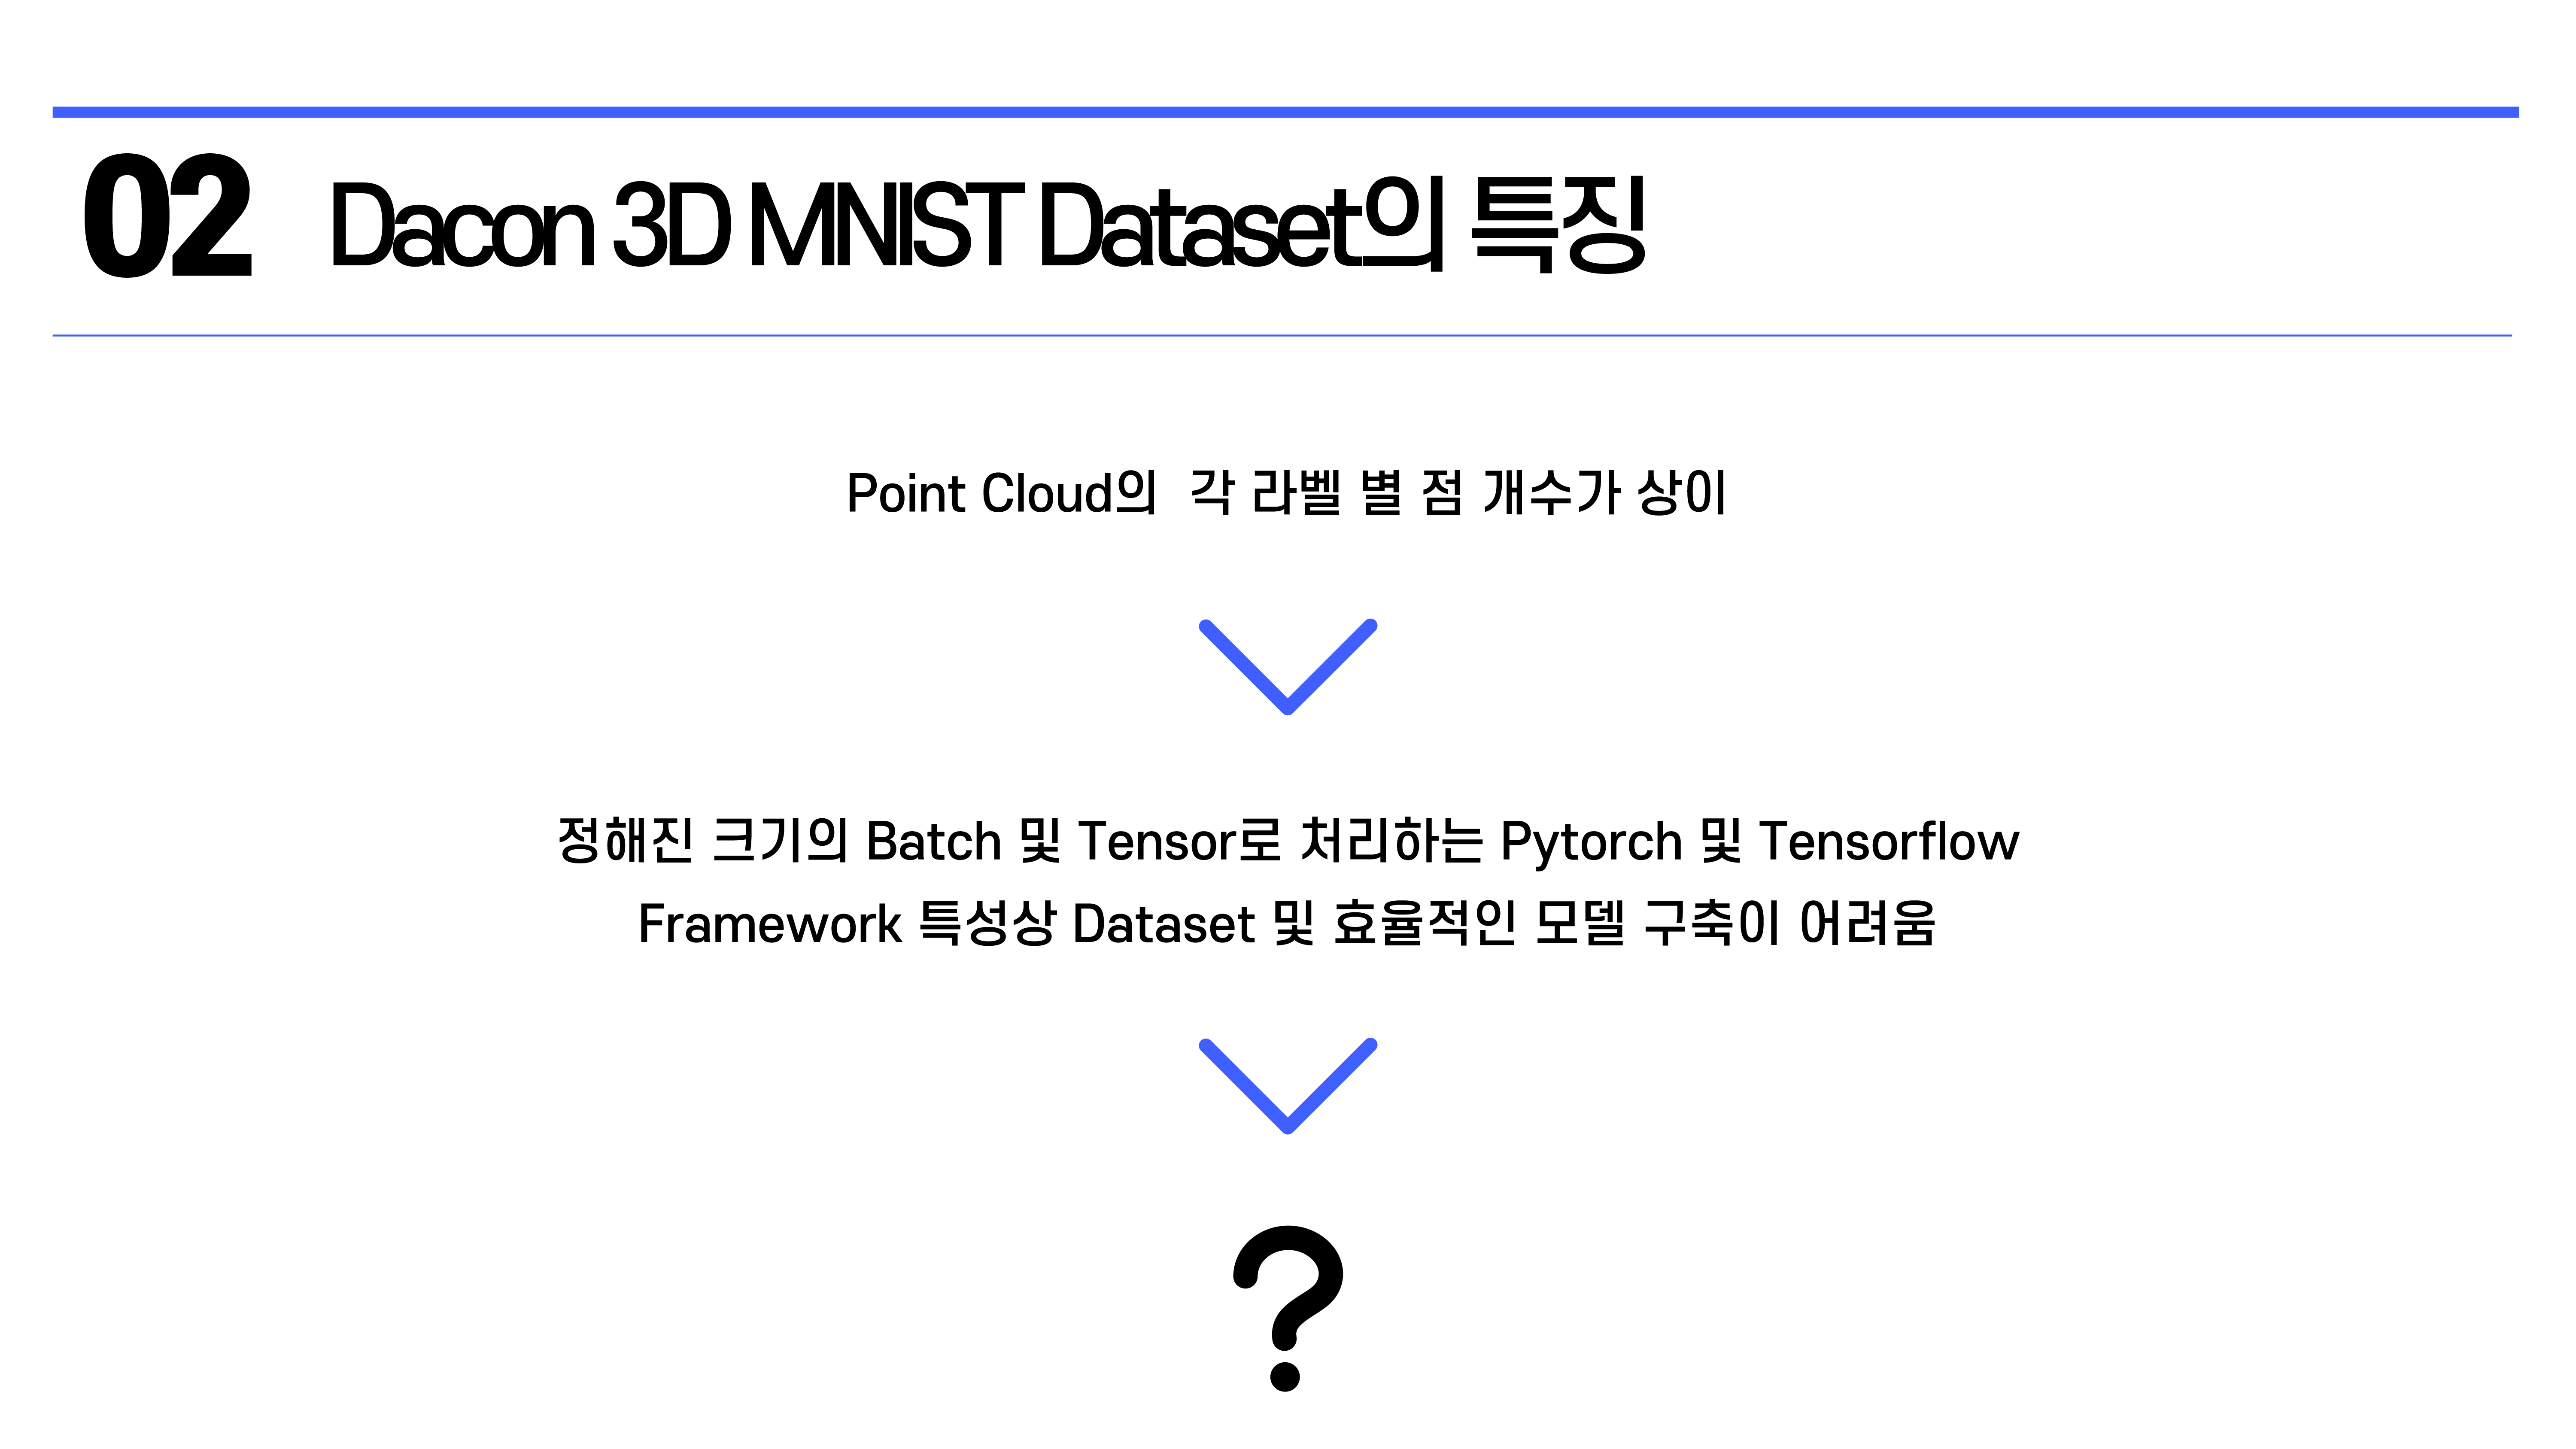 02 Dacon 3D MNIST Dataset의 특징
Point Cloud의 각 라벨 별 점 개수가 상이
정해진 크기의 Batch 및 Tensor로 처리하는 Pytorch 및 Tensorflow
Framework 특성상 Dataset 및 효율적인 모델 구축이 어려움
?